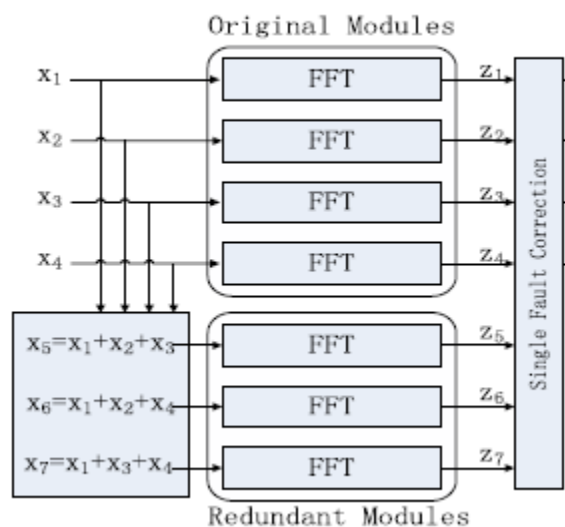 Original Modules
x₁ FFT z₁
x₂ FFT z₂
x₃ FFT z₃
x₄ FFT z₄
x₅=x₁+x₂+x₃ FFT z₅
x₆=x₁+x₂+x₄ FFT z₆
x₇=x₁+x₃+x₄ FFT z₇
Redundant Modules
Single Fault Correction